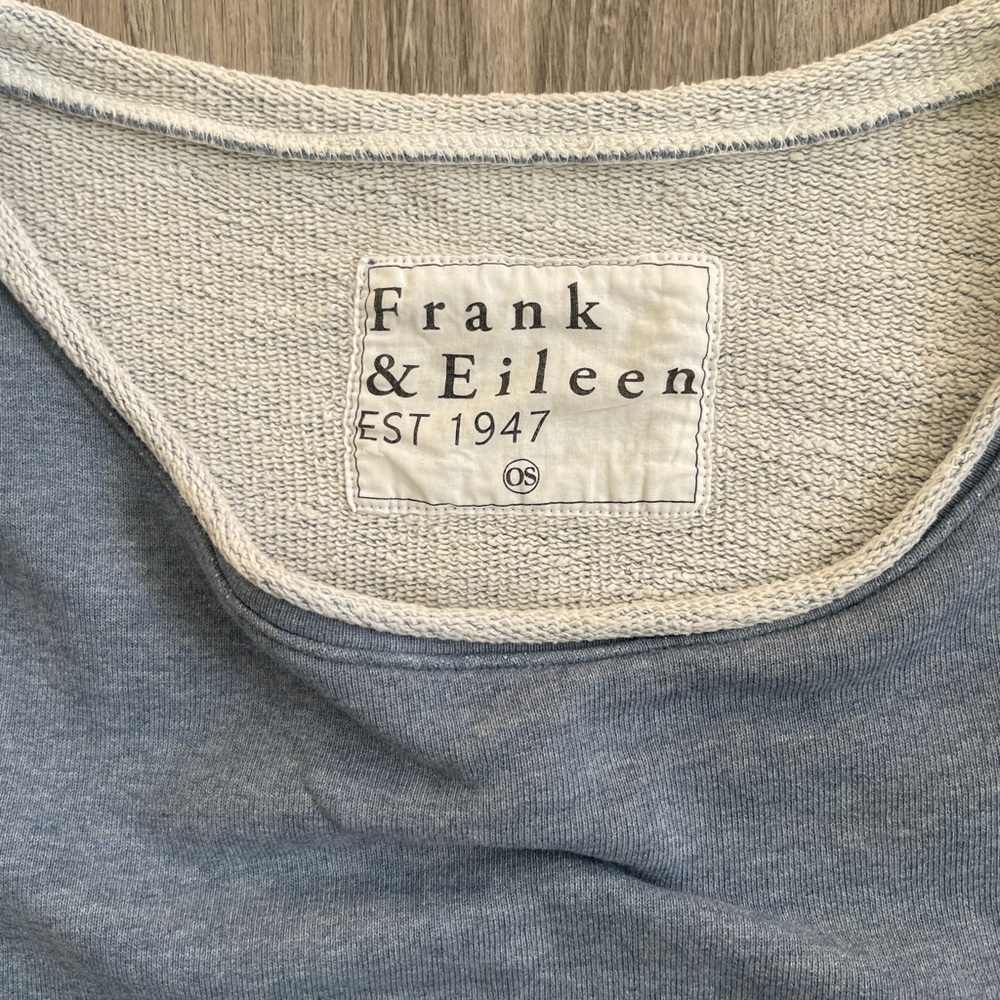 Frank
& Eileen
EST 1947
OS